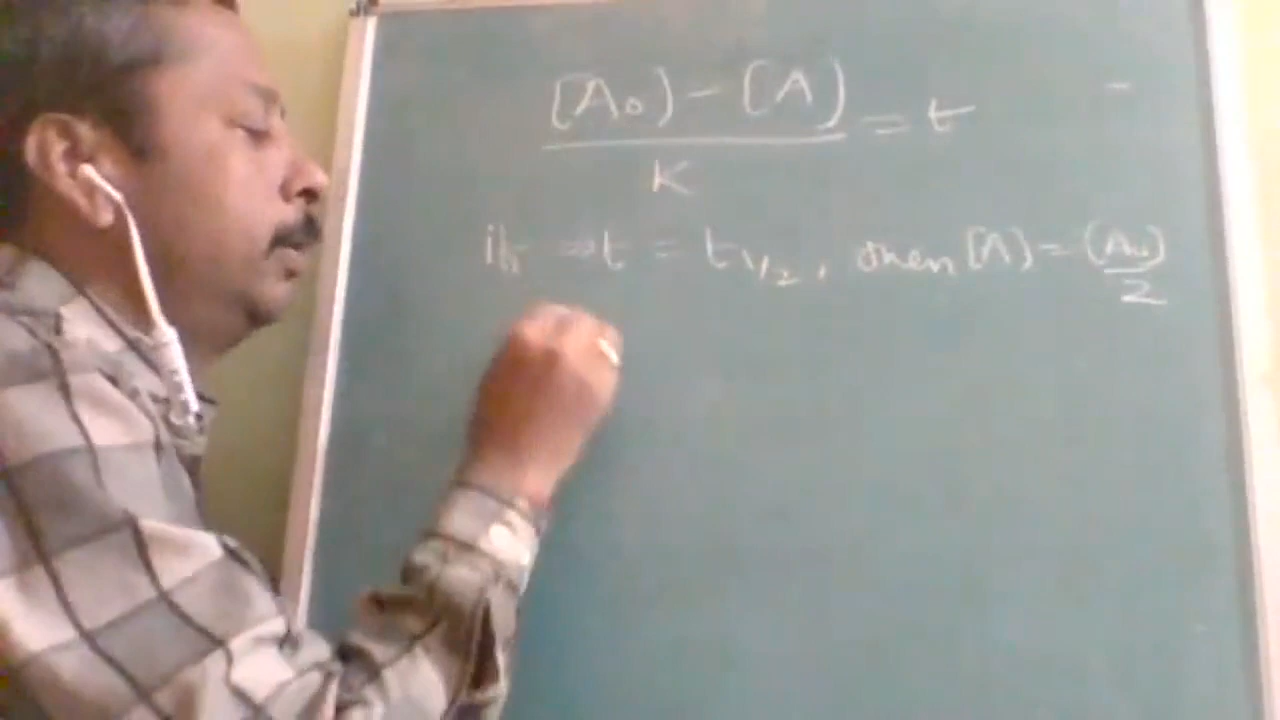 [A₀] - [A] / K = t
if ⇒ t = t1/2, then [A] = [A₀]/2